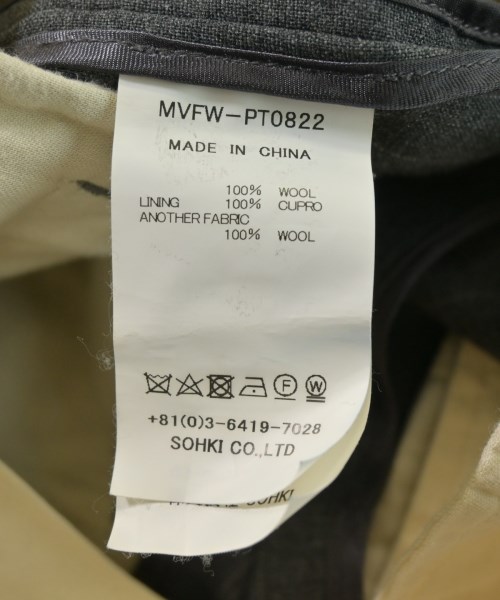 MVFW-PT0822
MADE IN CHINA
100% WOOL
LINING 100% CUPRO
ANOTHER FABRIC
100% WOOL
F W
+81(0)3-6419-7028
SOHKI CO.,LTD
SOHKI